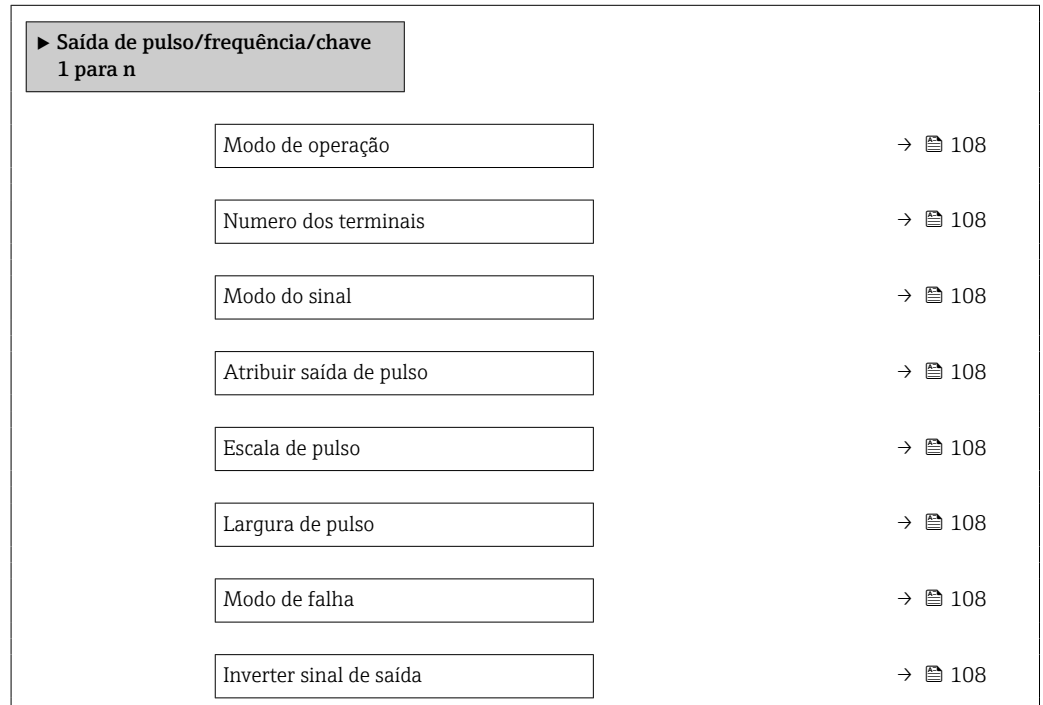 ▶ Saída de pulso/frequência/chave
1 para n
Modo de operação → 108
Numero dos terminais → 108
Modo do sinal → 108
Atribuir saída de pulso → 108
Escala de pulso → 108
Largura de pulso → 108
Modo de falha → 108
Inverter sinal de saída → 108